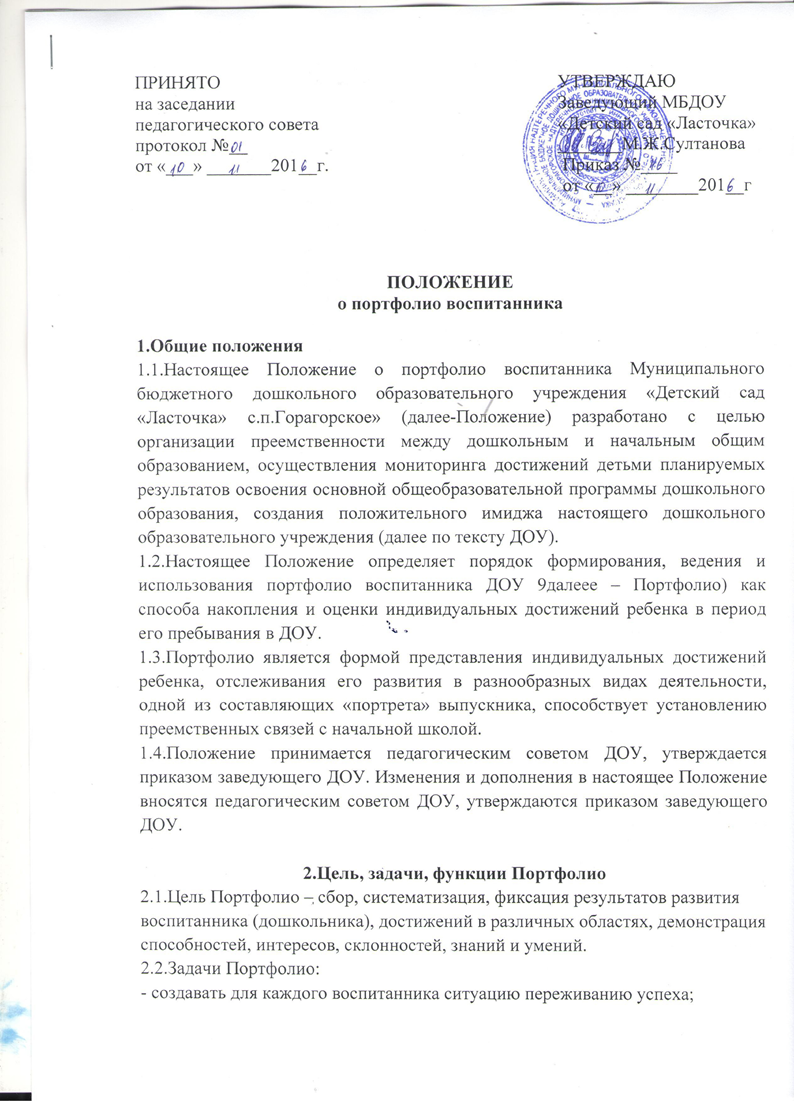 ПРИНЯТО
на заседании
педагогического совета
протокол №01
от «10» 11 2016 г.
УТВЕРЖДАЮ
Заведующий МБДОУ
«Детский сад «Ласточка»
М.Ж.Султанова
Приказ №
от «10» 11 2016 г
ПОЛОЖЕНИЕ
о портфолио воспитанника
1.Общие положения
1.1.Настоящее Положение о портфолио воспитанника Муниципального
бюджетного дошкольного образовательного учреждения «Детский сад
«Ласточка» с.п.Горагорское» (далее-Положение) разработано с целью
организации преемственности между дошкольным и начальным общим
образованием, осуществления мониторинга достижений детьми планируемых
результатов освоения основной общеобразовательной программы дошкольного
образования, создания положительного имиджа настоящего дошкольного
образовательного учреждения (далее по тексту ДОУ).
1.2.Настоящее Положение определяет порядок формирования, ведения и
использования портфолио воспитанника ДОУ 9далеее – Портфолио) как
способа накопления и оценки индивидуальных достижений ребенка в период
его пребывания в ДОУ.
1.3.Портфолио является формой представления индивидуальных достижений
ребенка, отслеживания его развития в разнообразных видах деятельности,
одной из составляющих «портрета» выпускника, способствует установлению
преемственных связей с начальной школой.
1.4.Положение принимается педагогическим советом ДОУ, утверждается
приказом заведующего ДОУ. Изменения и дополнения в настоящее Положение
вносятся педагогическим советом ДОУ, утверждаются приказом заведующего
ДОУ.
2.Цель, задачи, функции Портфолио
2.1.Цель Портфолио – сбор, систематизация, фиксация результатов развития
воспитанника (дошкольника), достижений в различных областях, демонстрация
способностей, интересов, склонностей, знаний и умений.
2.2.Задачи Портфолио:
- создавать для каждого воспитанника ситуацию переживанию успеха;